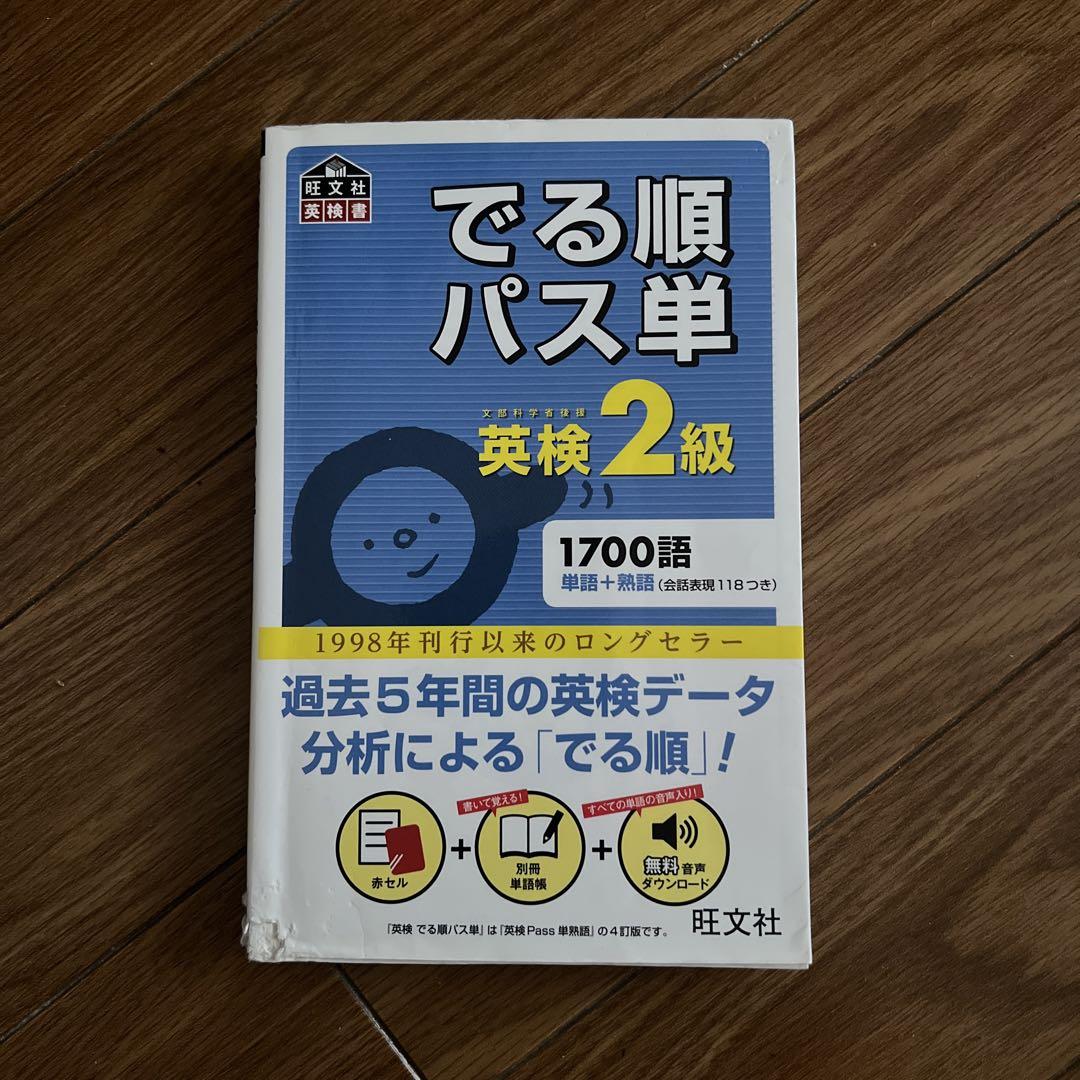 旺文社
英検書
でる順
パス単
文部科学省後援
英検2級
1700語
単語＋熟語(会話表現118つき)
1998年刊行以来のロングセラー
過去5年間の英検データ
分析による「でる順」!
赤セル
+
書いて覚える!
別冊
単語帳
+
すべての単語の音声入り!
無料音声
ダウンロード
旺文社
『英検 でる順パス単』は『英検Pass単熟語』の4訂版です。